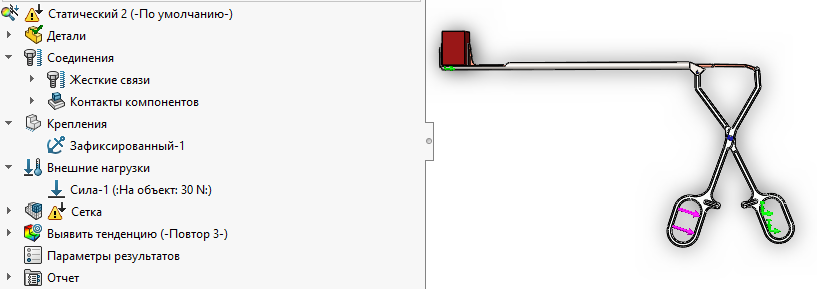 Статический 2 (-По умолчанию-)
Детали
Соединения
Жесткие связи
Контакты компонентов
Крепления
Зафиксированный-1
Внешние нагрузки
Сила-1 (:На объект: 30 N:)
Сетка
Выявить тенденцию (-Повтор 3-)
Параметры результатов
Отчет